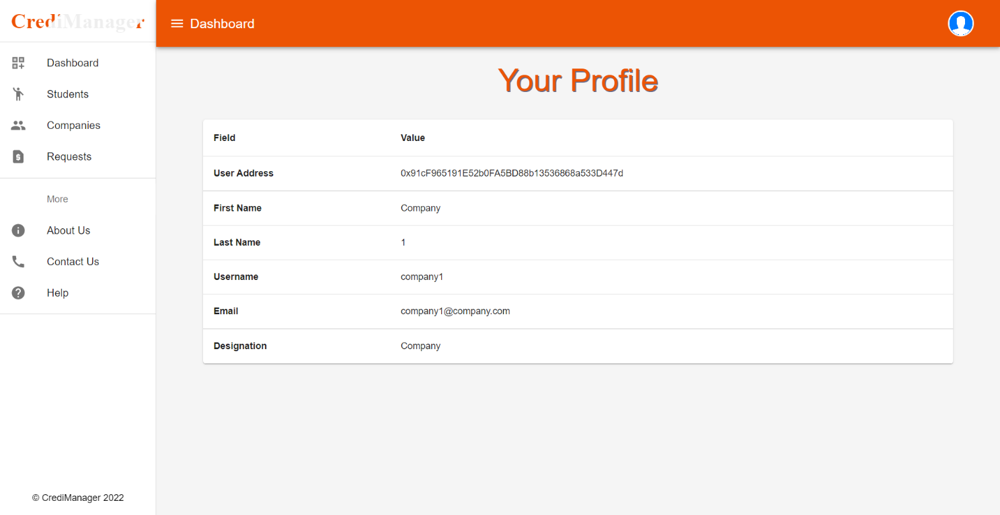 CrediManager
Dashboard
Dashboard
Students
Companies
Requests
More
About Us
Contact Us
Help
© CrediManager 2022
Your Profile
Field Value
User Address 0x91cF965191E52b0FA5BD88b13536868a533D447d
First Name Company
Last Name 1
Username company1
Email company1@company.com
Designation Company